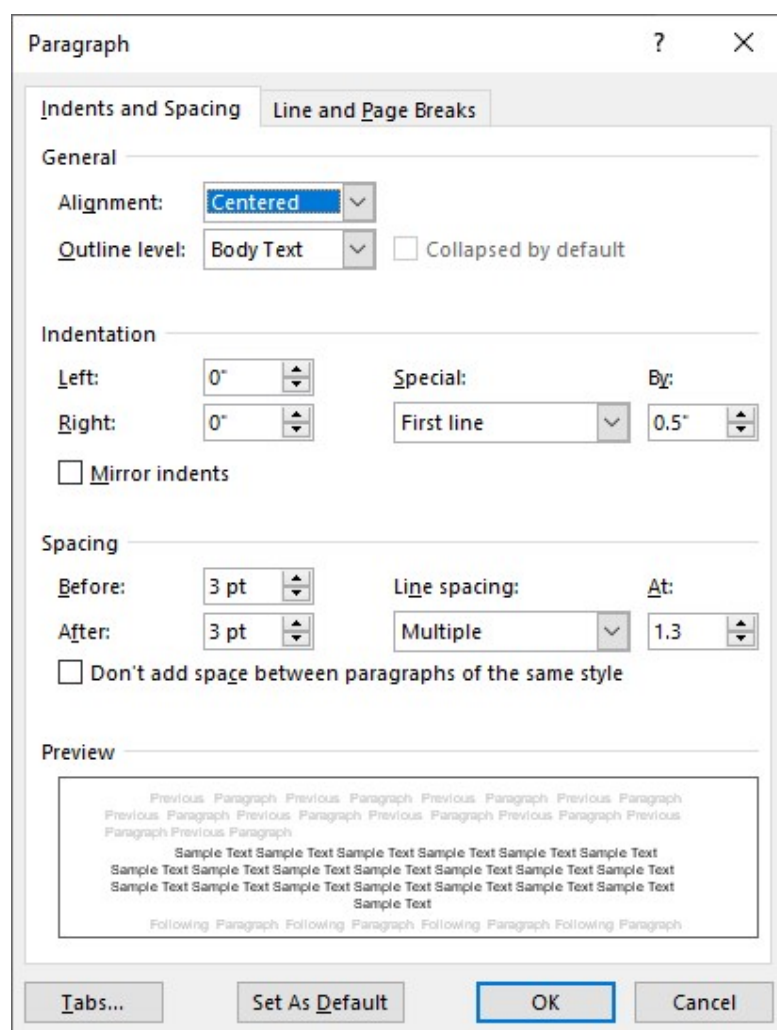 Paragraph ? ×
Indents and Spacing Line and Page Breaks
General
Alignment: Centered
Outline level: Body Text Collapsed by default
Indentation
Left: 0" Special: By:
Right: 0" First line 0.5"
Mirror indents
Spacing
Before: 3 pt Line spacing: At:
After: 3 pt Multiple 1.3
Don't add space between paragraphs of the same style
Preview
Previous Paragraph Previous Paragraph Previous Paragraph Previous Paragraph
Previous Paragraph Previous Paragraph Previous Paragraph Previous Paragraph Previous
Paragraph Previous Paragraph
Sample Text Sample Text Sample Text Sample Text Sample Text Sample Text
Sample Text Sample Text Sample Text Sample Text Sample Text Sample Text Sample Text
Sample Text Sample Text Sample Text Sample Text Sample Text Sample Text Sample Text
Sample Text
Following Paragraph Following Paragraph Following Paragraph Following Paragraph
Tabs... Set As Default OK Cancel